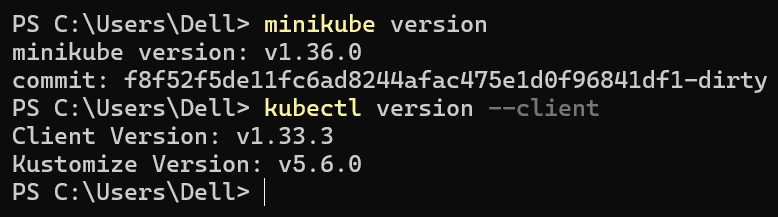 PS C:\Users\Dell> minikube version
minikube version: v1.36.0
commit: f8f52f5de11fc6ad8244afac475e1d0f96841df1-dirty
PS C:\Users\Dell> kubectl version --client
Client Version: v1.33.3
Kustomize Version: v5.6.0
PS C:\Users\Dell>